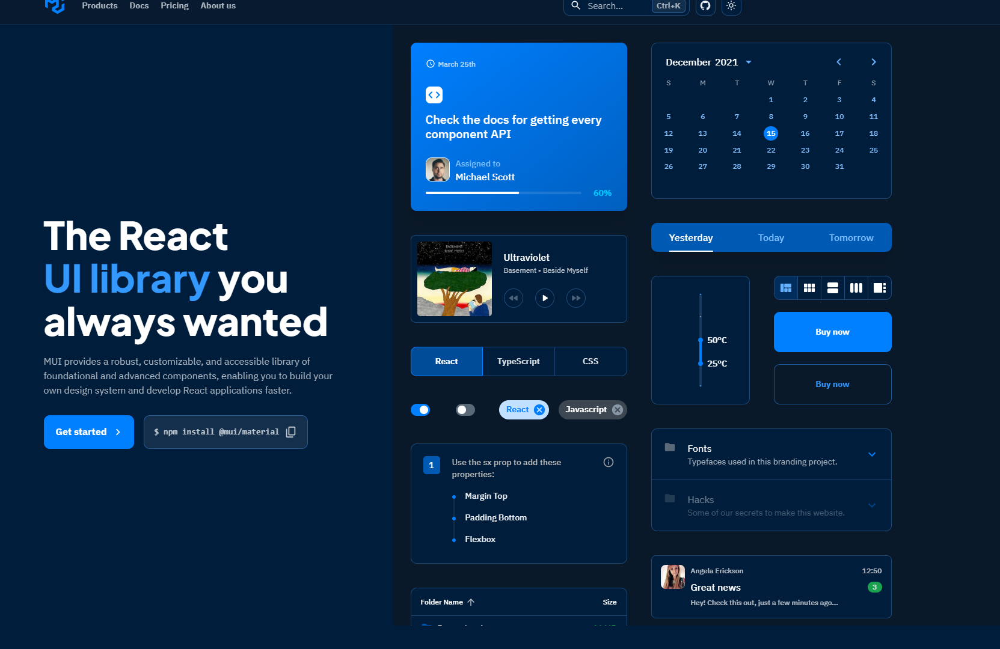 Products Docs Pricing About us
Search... Ctrl+K
The React
UI library you
always wanted
MUI provides a robust, customizable, and accessible library of
foundational and advanced components, enabling you to build your
own design system and develop React applications faster.
Get started
$ npm install @mui/material
March 25th
Check the docs for getting every
component API
Assigned to
Michael Scott
60%
BASEMENT
BESIDE MYSELF
Ultraviolet
Basement • Beside Myself
React TypeScript CSS
React Javascript
1
Use the sx prop to add these
properties:
Margin Top
Padding Bottom
Flexbox
Folder Name Size
December 2021
S M T W T F S
1 2 3 4
5 6 7 8 9 10 11
12 13 14 15 16 17 18
19 20 21 22 23 24 25
26 27 28 29 30 31
Yesterday Today Tomorrow
50°C
25°C
Buy now
Buy now
Fonts
Typefaces used in this branding project.
Hacks
Some of our secrets to make this website.
Angela Erickson 12:50
Great news 3
Hey! Check this out, just a few minutes ago...